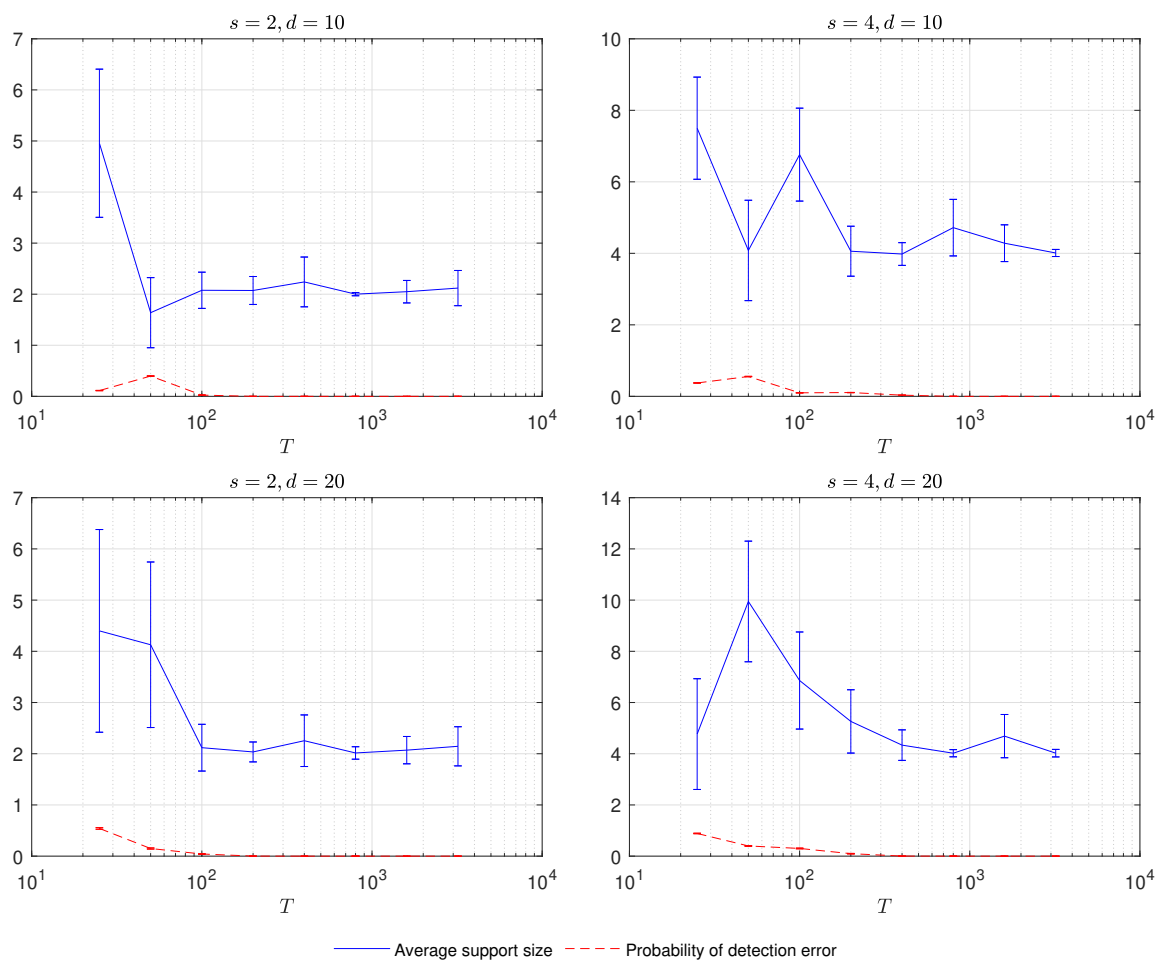 s = 2, d = 10
7
6
5
4
3
2
1
0
10^1 10^2 10^3 10^4
T
s = 4, d = 10
10
8
6
4
2
0
10^1 10^2 10^3 10^4
T
s = 2, d = 20
7
6
5
4
3
2
1
0
10^1 10^2 10^3 10^4
T
s = 4, d = 20
14
12
10
8
6
4
2
0
10^1 10^2 10^3 10^4
T
Average support size Probability of detection error